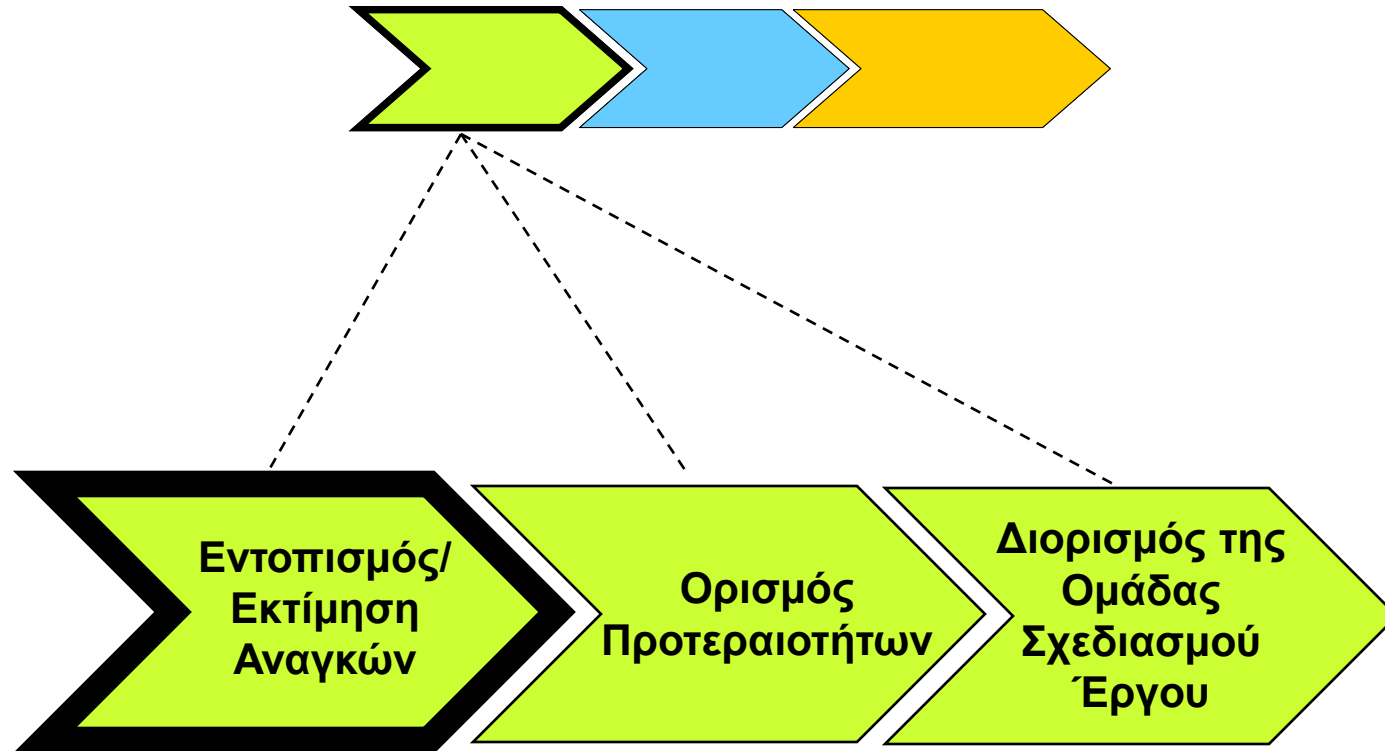 Εντοπισμός/
Εκτίμηση
Αναγκών
Ορισμός
Προτεραιοτήτων
Διορισμός της
Ομάδας
Σχεδιασμού
Έργου